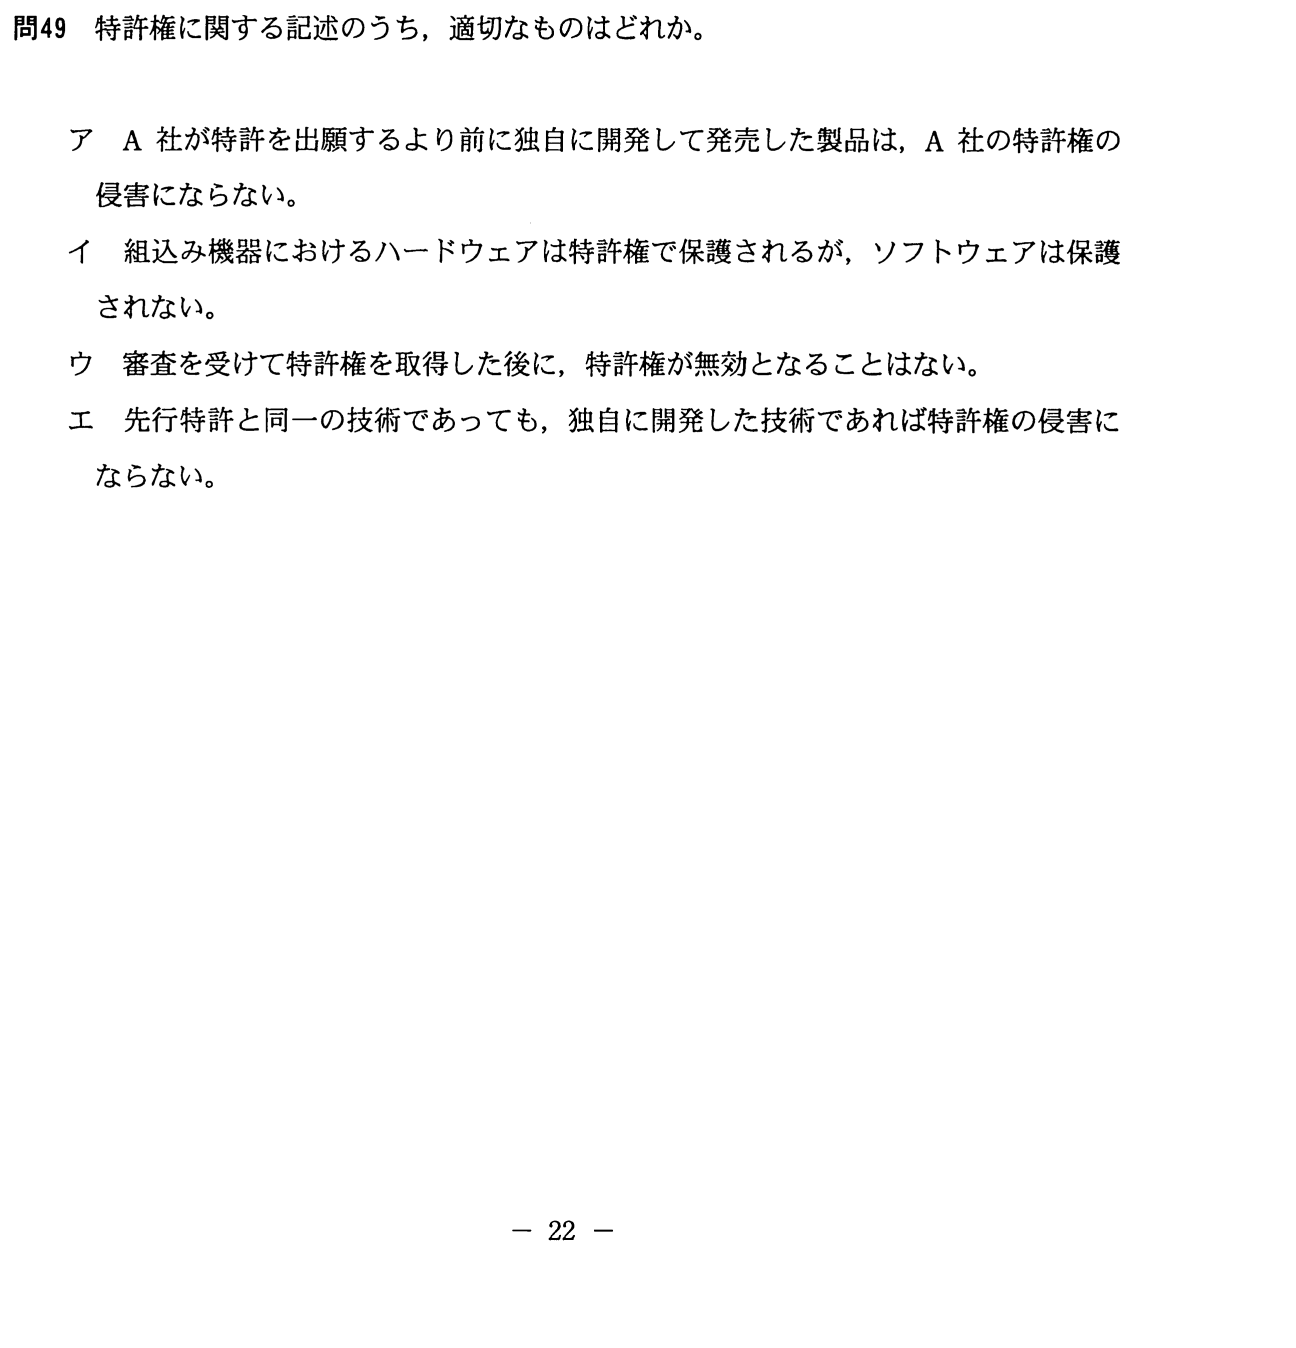 問49 特許権に関する記述のうち，適切なものはどれか。
ア A 社が特許を出願するより前に独自に開発して発売した製品は，A 社の特許権の
侵害にならない。
イ 組込み機器におけるハードウェアは特許権で保護されるが，ソフトウェアは保護
されない。
ウ 審査を受けて特許権を取得した後に，特許権が無効となることはない。
エ 先行特許と同一の技術であっても，独自に開発した技術であれば特許権の侵害に
ならない。
－ 22 －